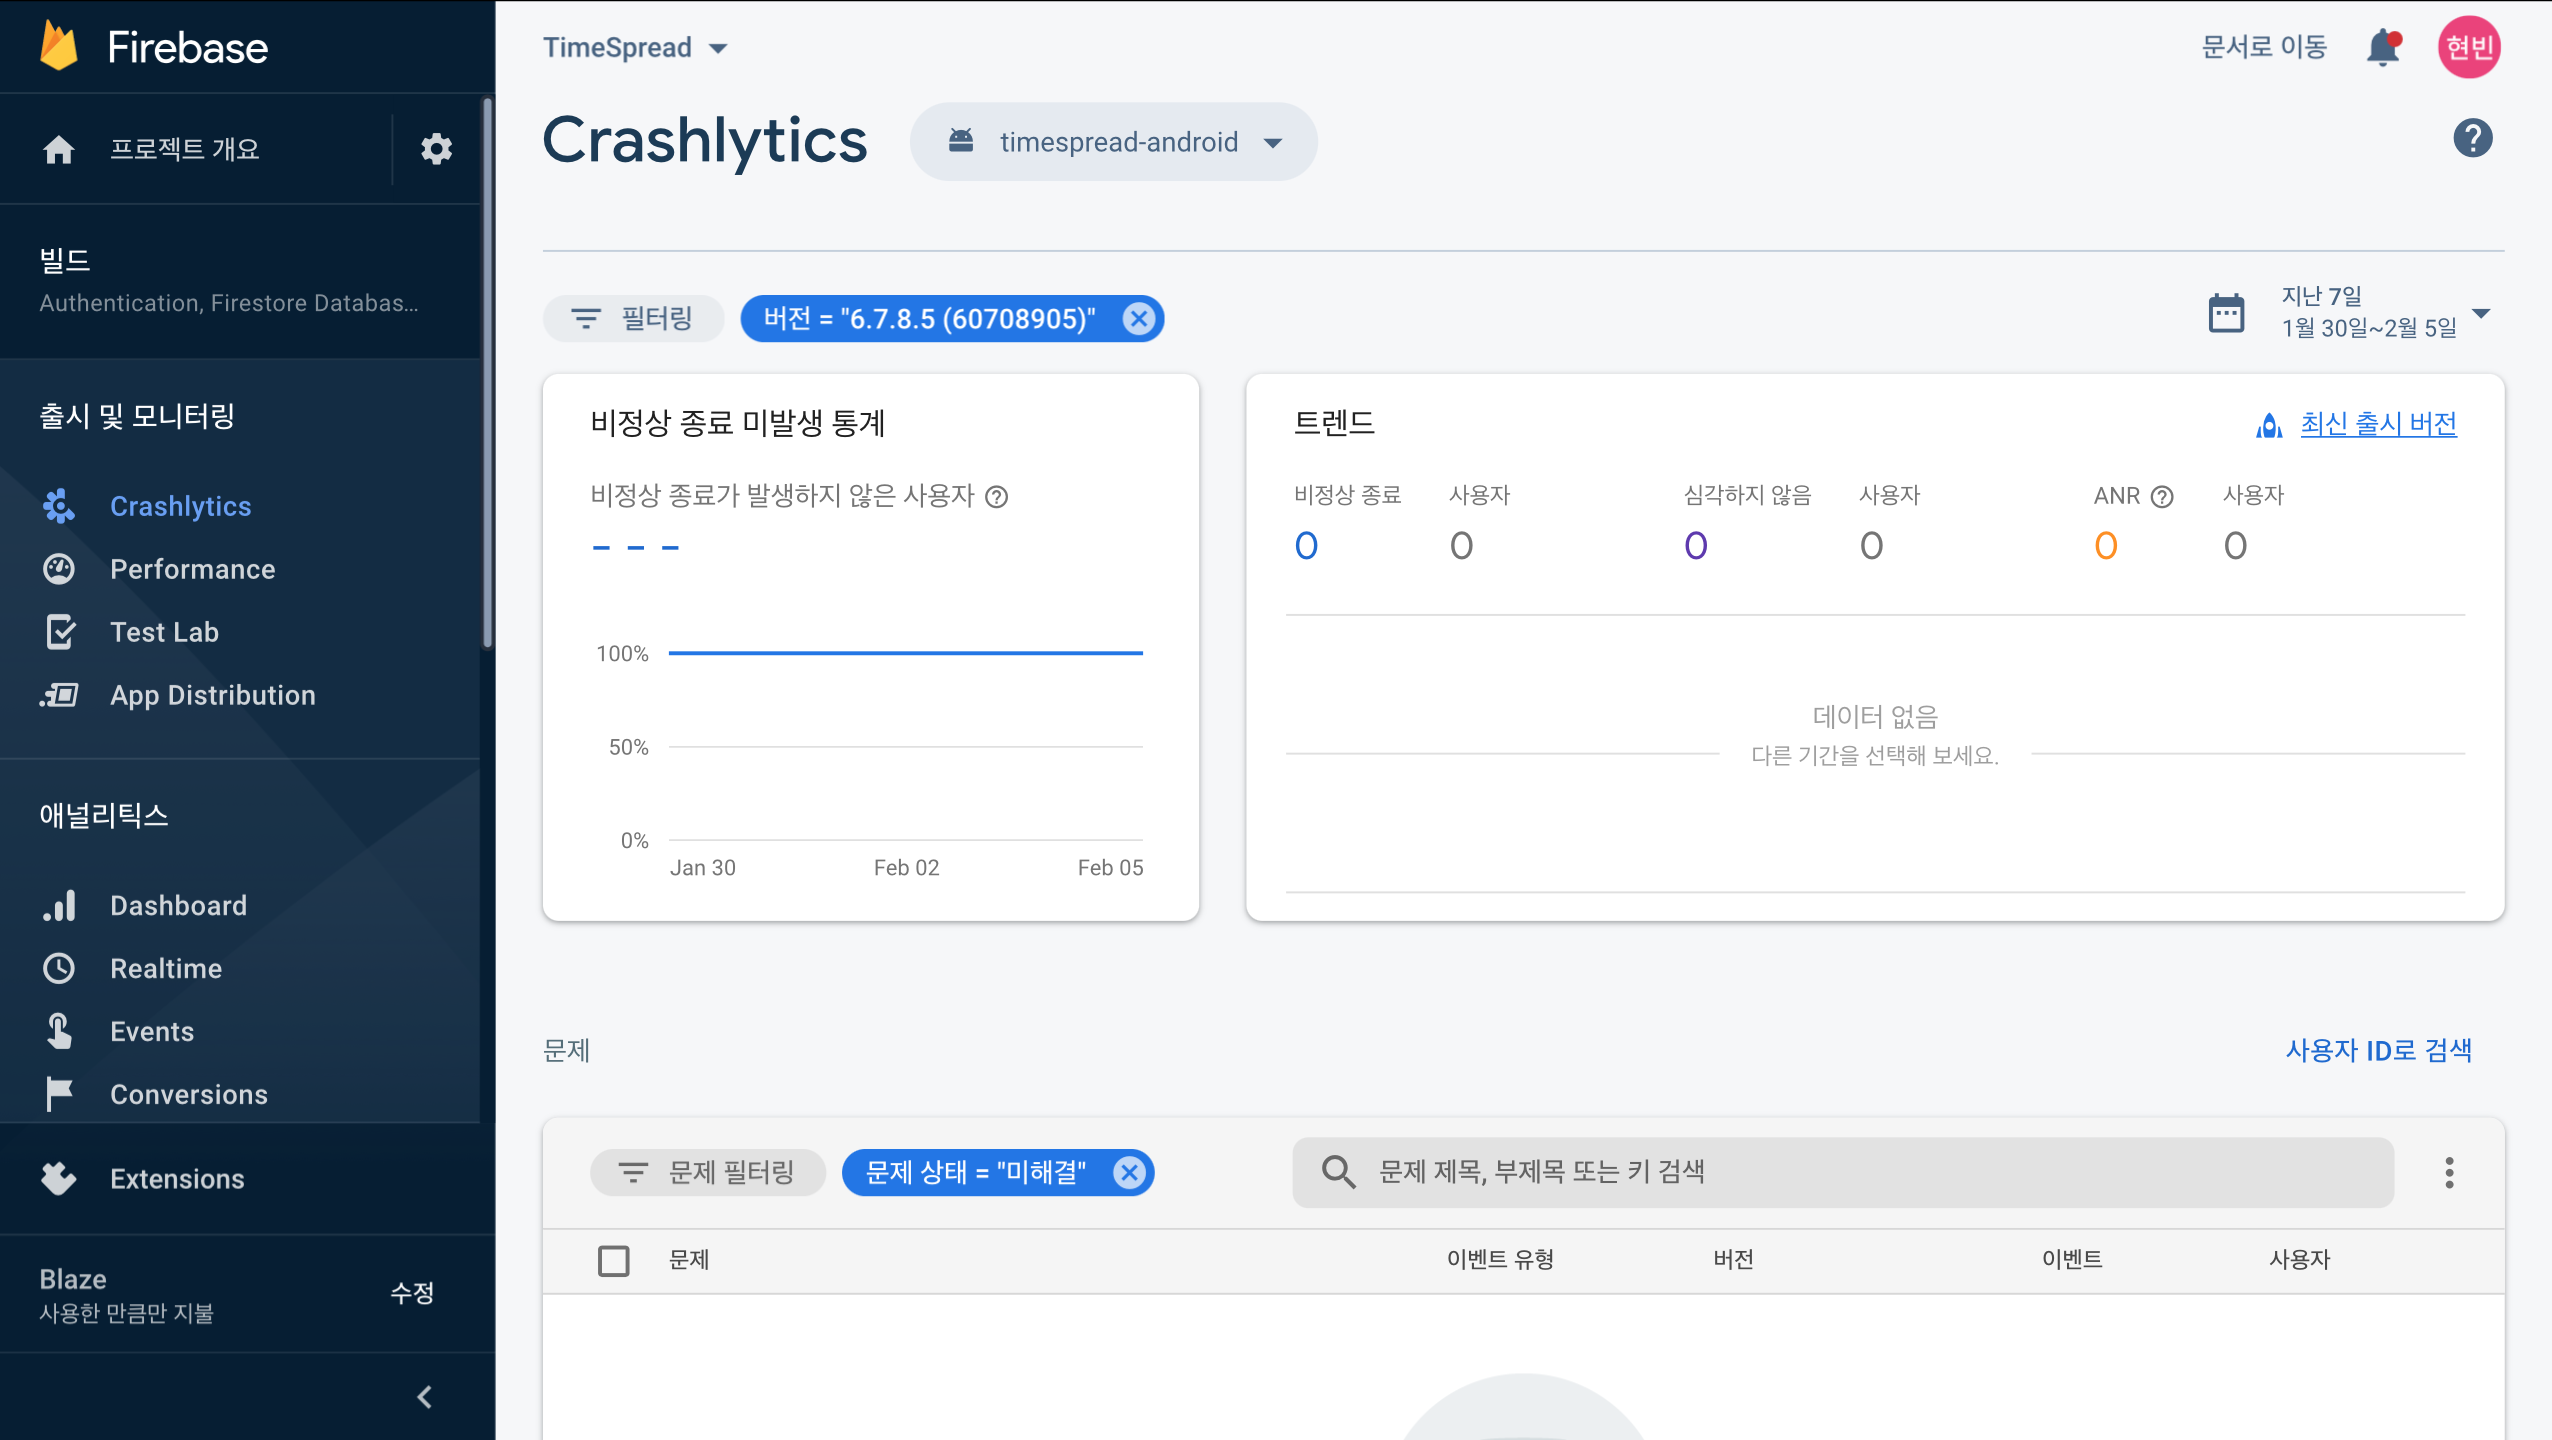 Firebase
프로젝트 개요
빌드
Authentication, Firestore Databas...
출시 및 모니터링
Crashlytics
Performance
Test Lab
App Distribution
애널리틱스
Dashboard
Realtime
Events
Conversions
Extensions
Blaze
사용한 만큼만 지불
수정
TimeSpread
문서로 이동
현빈
Crashlytics
timespread-android
필터링
버전 = "6.7.8.5 (60708905)"
지난 7일
1월 30일~2월 5일
비정상 종료 미발생 통계
비정상 종료가 발생하지 않은 사용자
---
100%
50%
0%
Jan 30 Feb 02 Feb 05
트렌드
최신 출시 버전
비정상 종료 사용자 심각하지 않음 사용자 ANR 사용자
0 0 0 0 0 0
데이터 없음
다른 기간을 선택해 보세요.
문제
사용자 ID로 검색
문제 필터링
문제 상태 = "미해결"
문제 제목, 부제목 또는 키 검색
문제 이벤트 유형 버전 이벤트 사용자